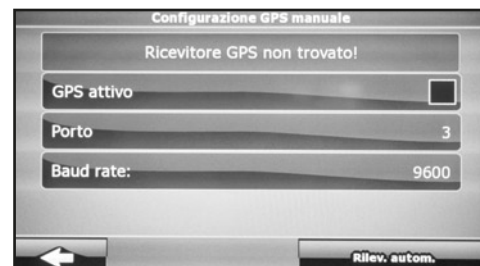 Configurazione GPS manuale
Ricevitore GPS non trovato!
GPS attivo
Porto 3
Baud rate: 9600
Rilev. autom.